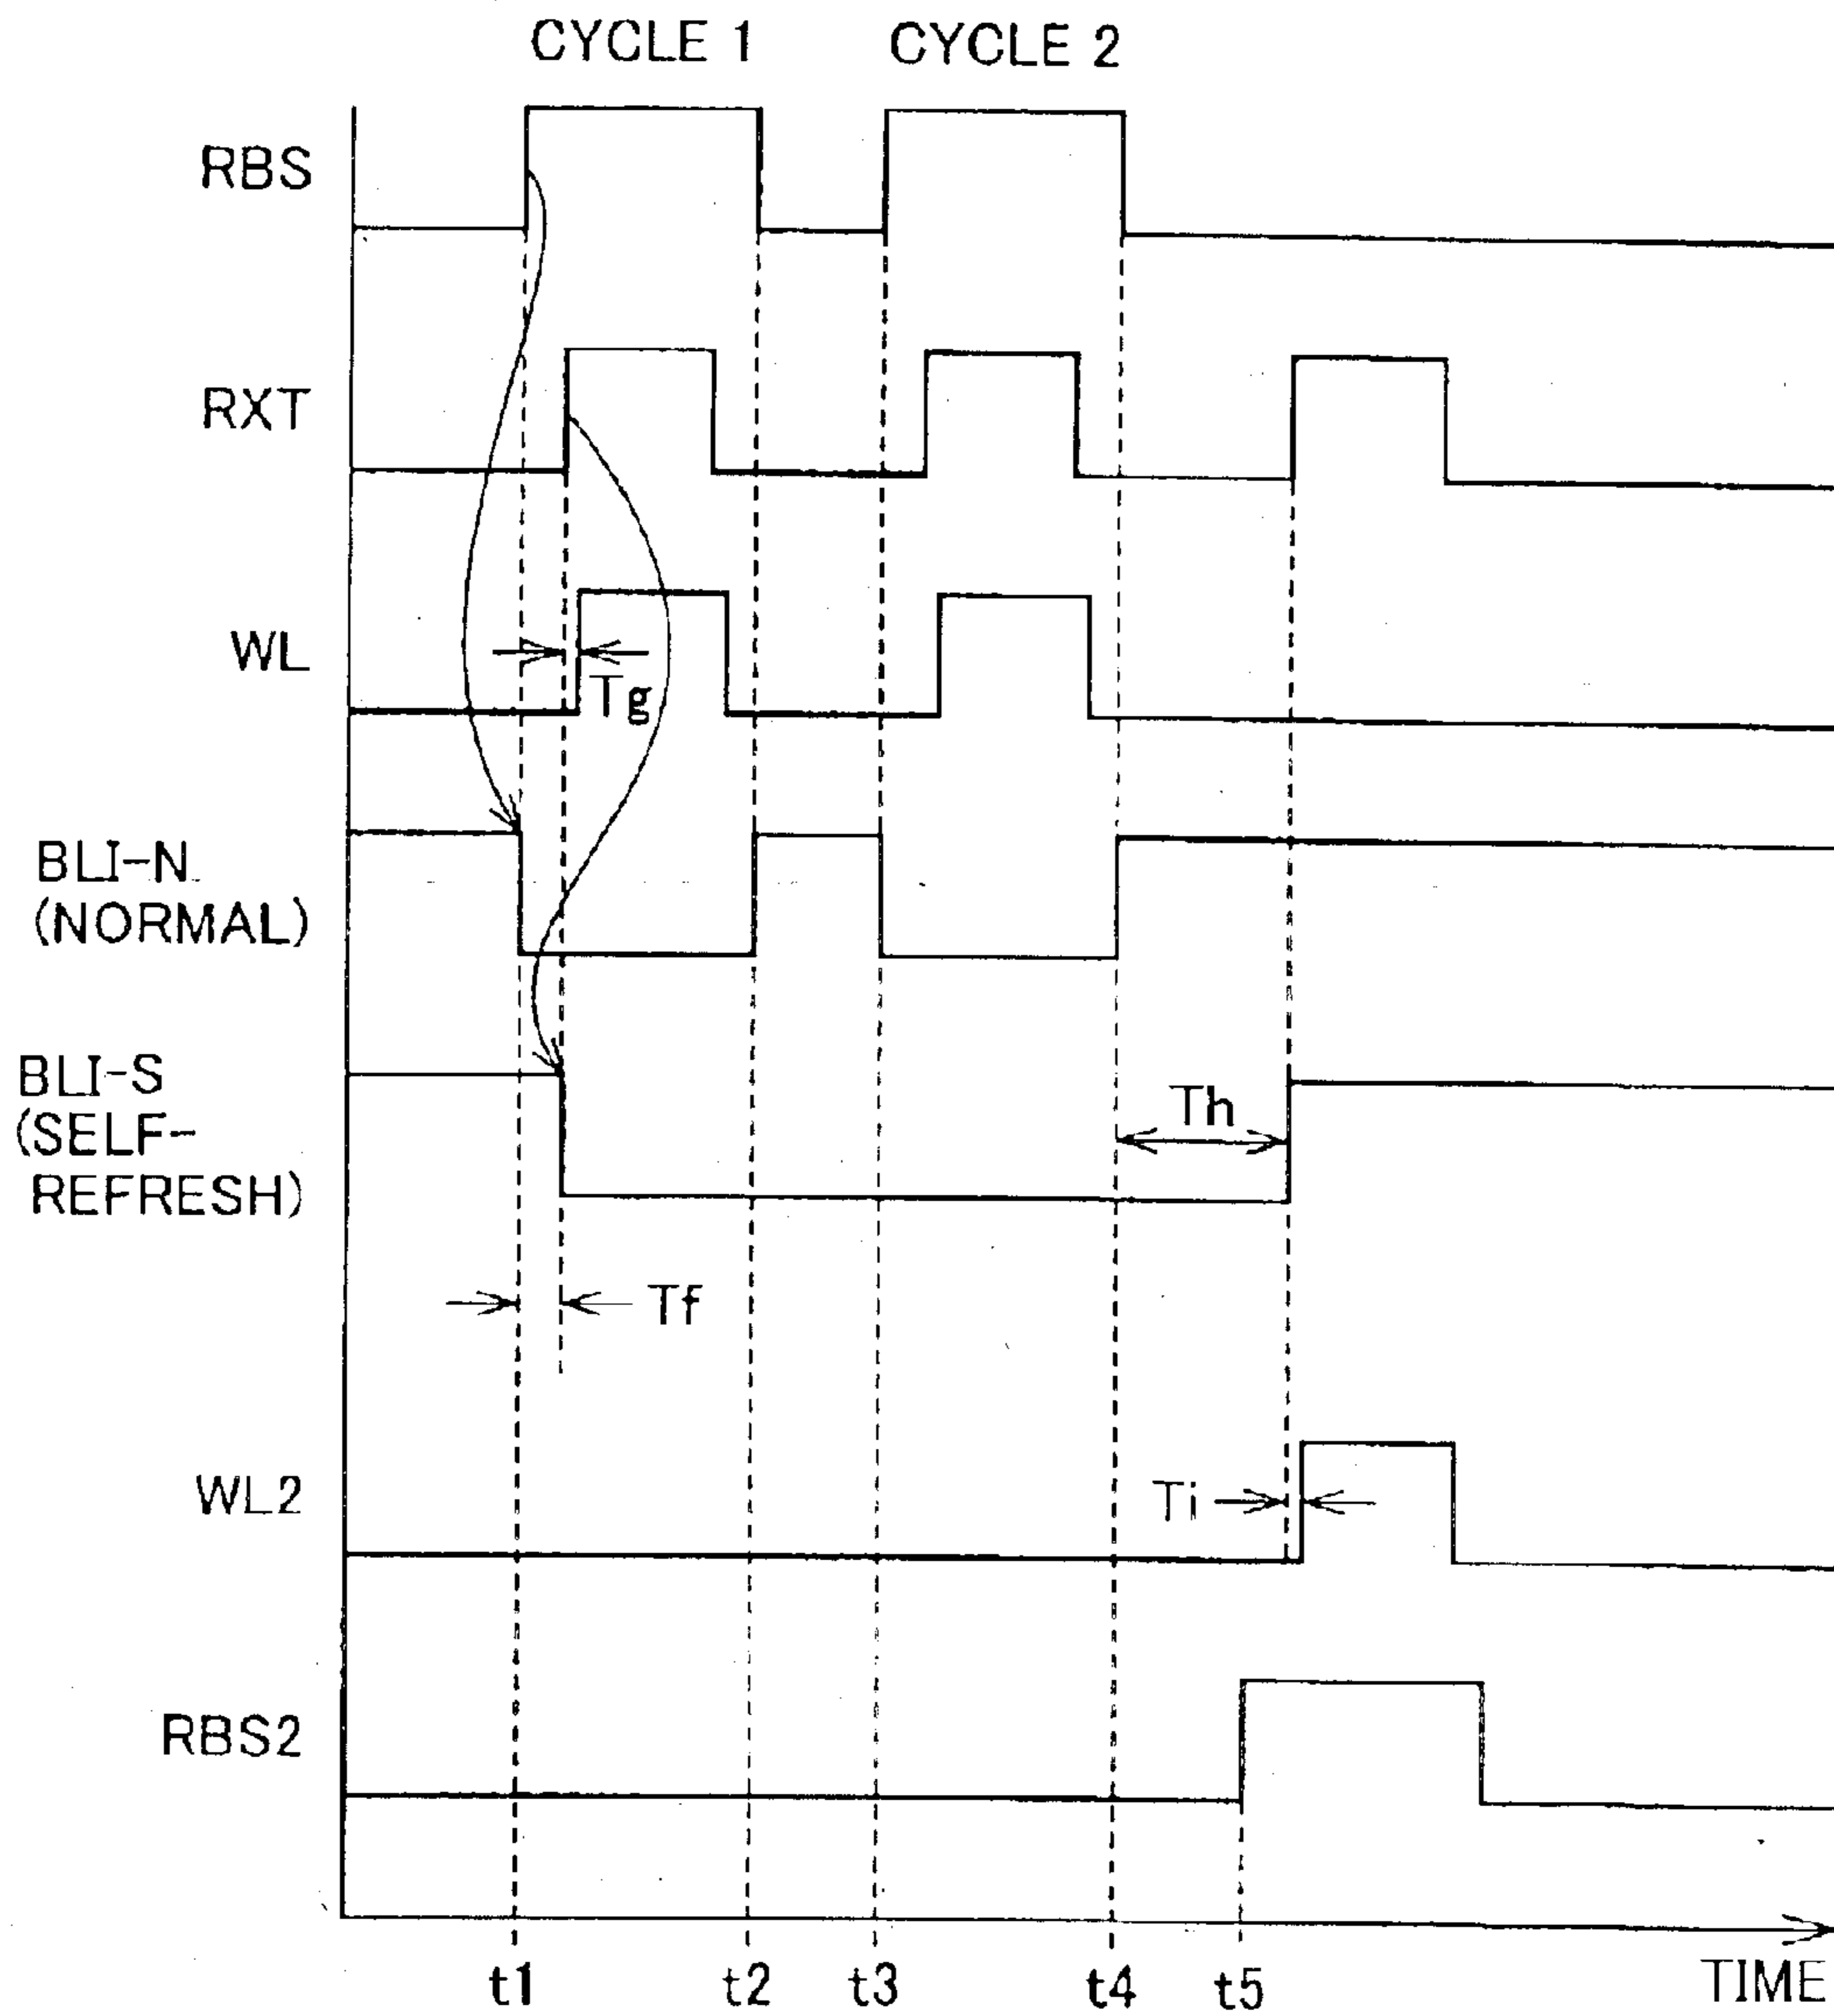 CYCLE 1 CYCLE 2
RBS
RXT
WL
Tg
BLI-N
(NORMAL)
BLI-S
(SELF-
REFRESH)
Th
Tf
WL2
Ti
RBS2
t1 t2 t3 t4 t5 TIME